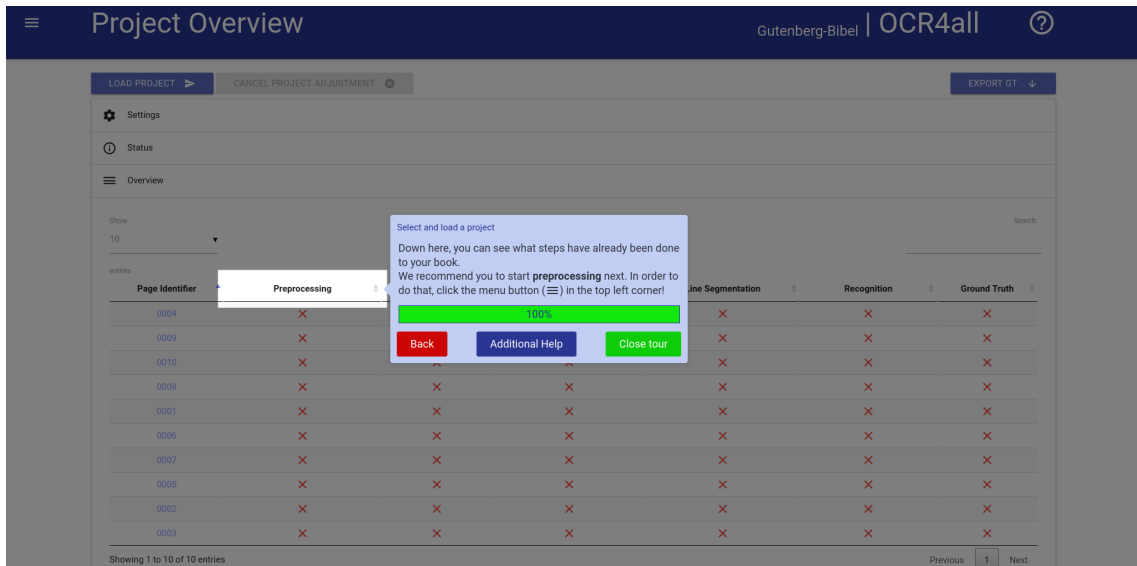 Project Overview
Gutenberg-Bibel | OCR4all
LOAD PROJECT
CANCEL PROJECT ADJUSTMENT
EXPORT GT
Settings
Status
Overview
Show
Search:
10
entries
Select and load a project
Down here, you can see what steps have already been done
to your book.
We recommend you to start preprocessing next. In order to
do that, click the menu button (☰) in the top left corner!
100%
Back Additional Help Close tour
Page Identifier Preprocessing Line Segmentation Recognition Ground Truth
0004
0009
0010
0008
0001
0006
0007
0005
0002
0003
Showing 1 to 10 of 10 entries
Previous 1 Next